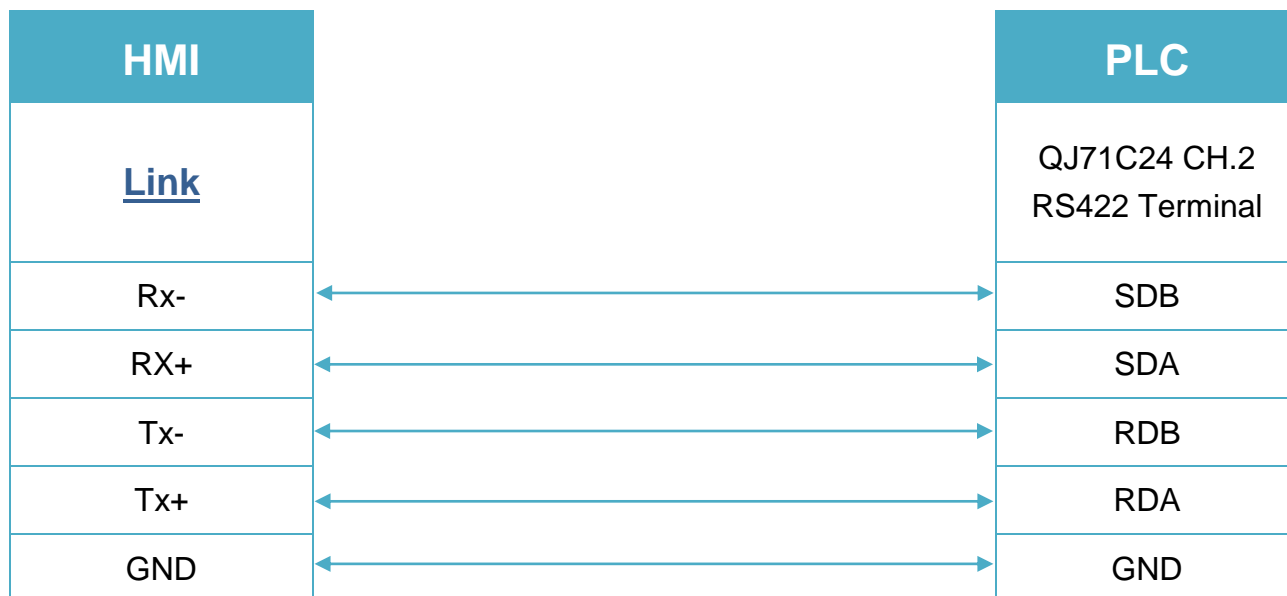 HMI
PLC
Link
QJ71C24 CH.2
RS422 Terminal
Rx-
SDB
RX+
SDA
Tx-
RDB
Tx+
RDA
GND
GND